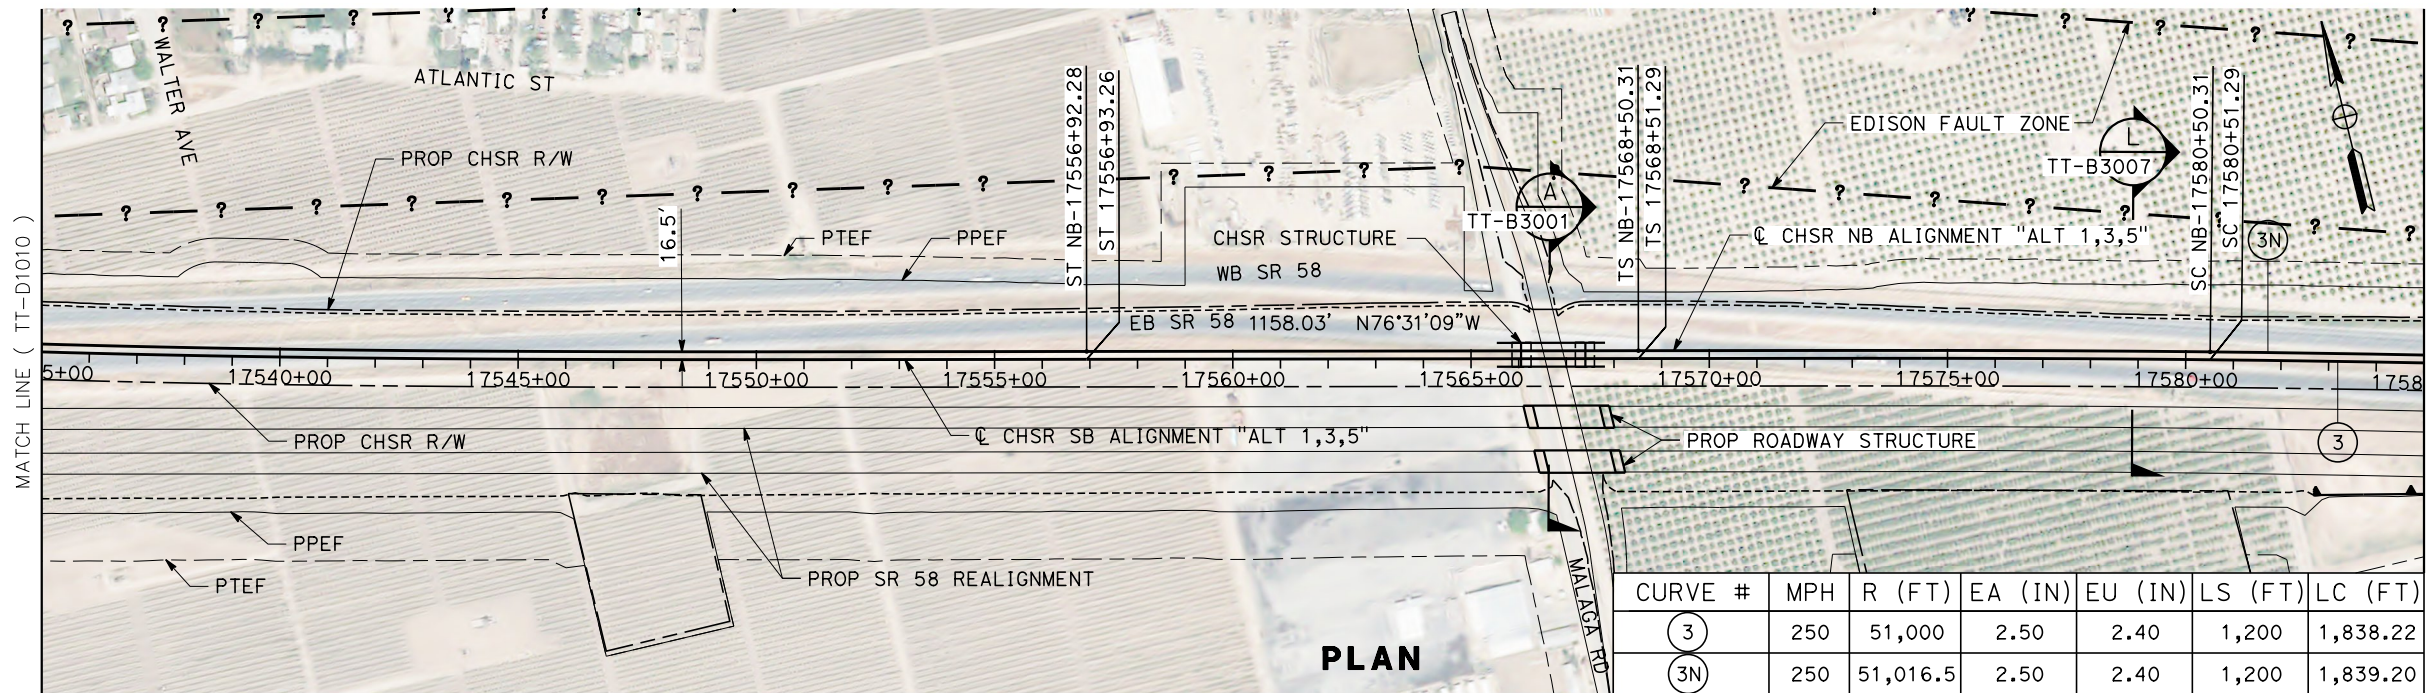 WALTER AVE
ATLANTIC ST
PROP CHSR R/W
16.5'
PTEF
PPEF
ST NB-17556+92.28
ST 17556+93.26
CHSR STRUCTURE
WB SR 58
EB SR 58 1158.03' N76°31'09"W
A
TT-B3001
TS NB-17568+50.31
TS 17568+51.29
EDISON FAULT ZONE
L
TT-B3007
℄ CHSR NB ALIGNMENT "ALT 1,3,5"
SC NB-17580+50.31
SC 17580+51.29
3N
MATCH LINE ( TT-D1010 )
5+00 17540+00 17545+00 17550+00 17555+00 17560+00 17565+00 17570+00 17575+00 17580+00 1758
PROP CHSR R/W
℄ CHSR SB ALIGNMENT "ALT 1,3,5"
PROP ROADWAY STRUCTURE
3
PPEF
PTEF
PROP SR 58 REALIGNMENT
MALAGA RD
PLAN
CURVE # MPH R (FT) EA (IN) EU (IN) LS (FT) LC (FT)
3 250 51,000 2.50 2.40 1,200 1,838.22
3N 250 51,016.5 2.50 2.40 1,200 1,839.20
? ? ? ? ? ? ? ? ? ? ? ? ? ? ? ? ? ? ? ? ? ? ? ? ?